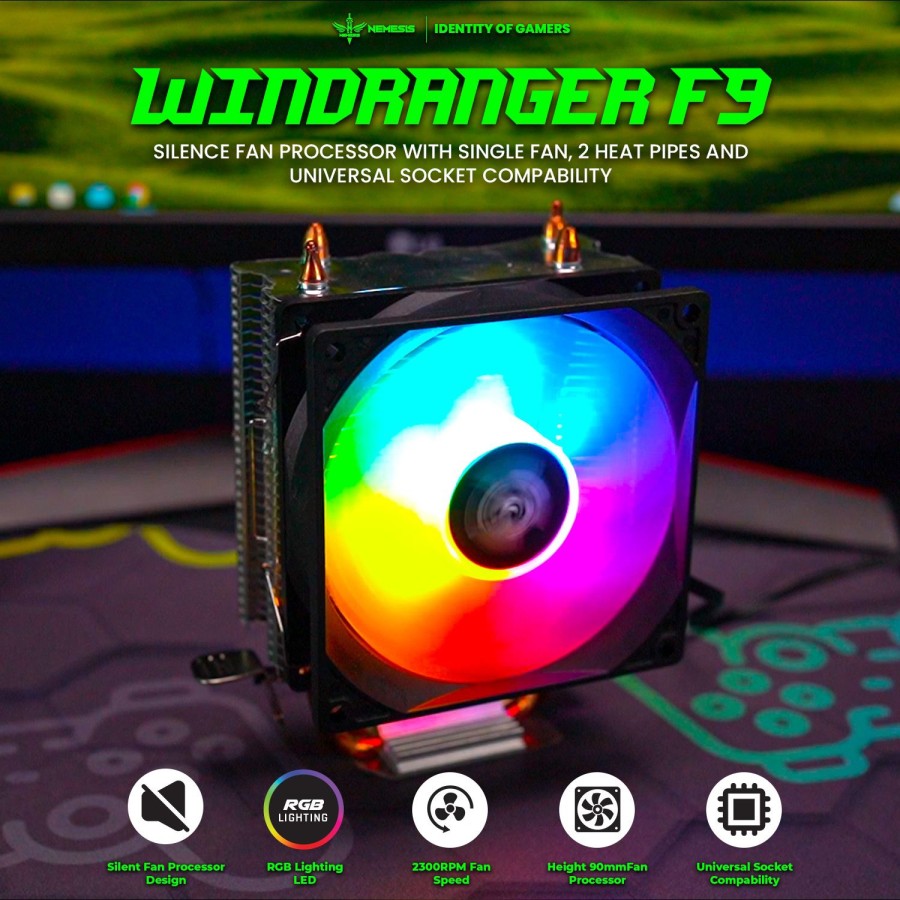 NEMESIS IDENTITY OF GAMERS
WINDRANGER F9
SILENCE FAN PROCESSOR WITH SINGLE FAN, 2 HEAT PIPES AND
UNIVERSAL SOCKET COMPABILITY
RGB
LIGHTING
Silent Fan Processor
Design
RGB Lighting
LED
2300RPM Fan
Speed
Height 90mmFan
Processor
Universal Socket
Compability